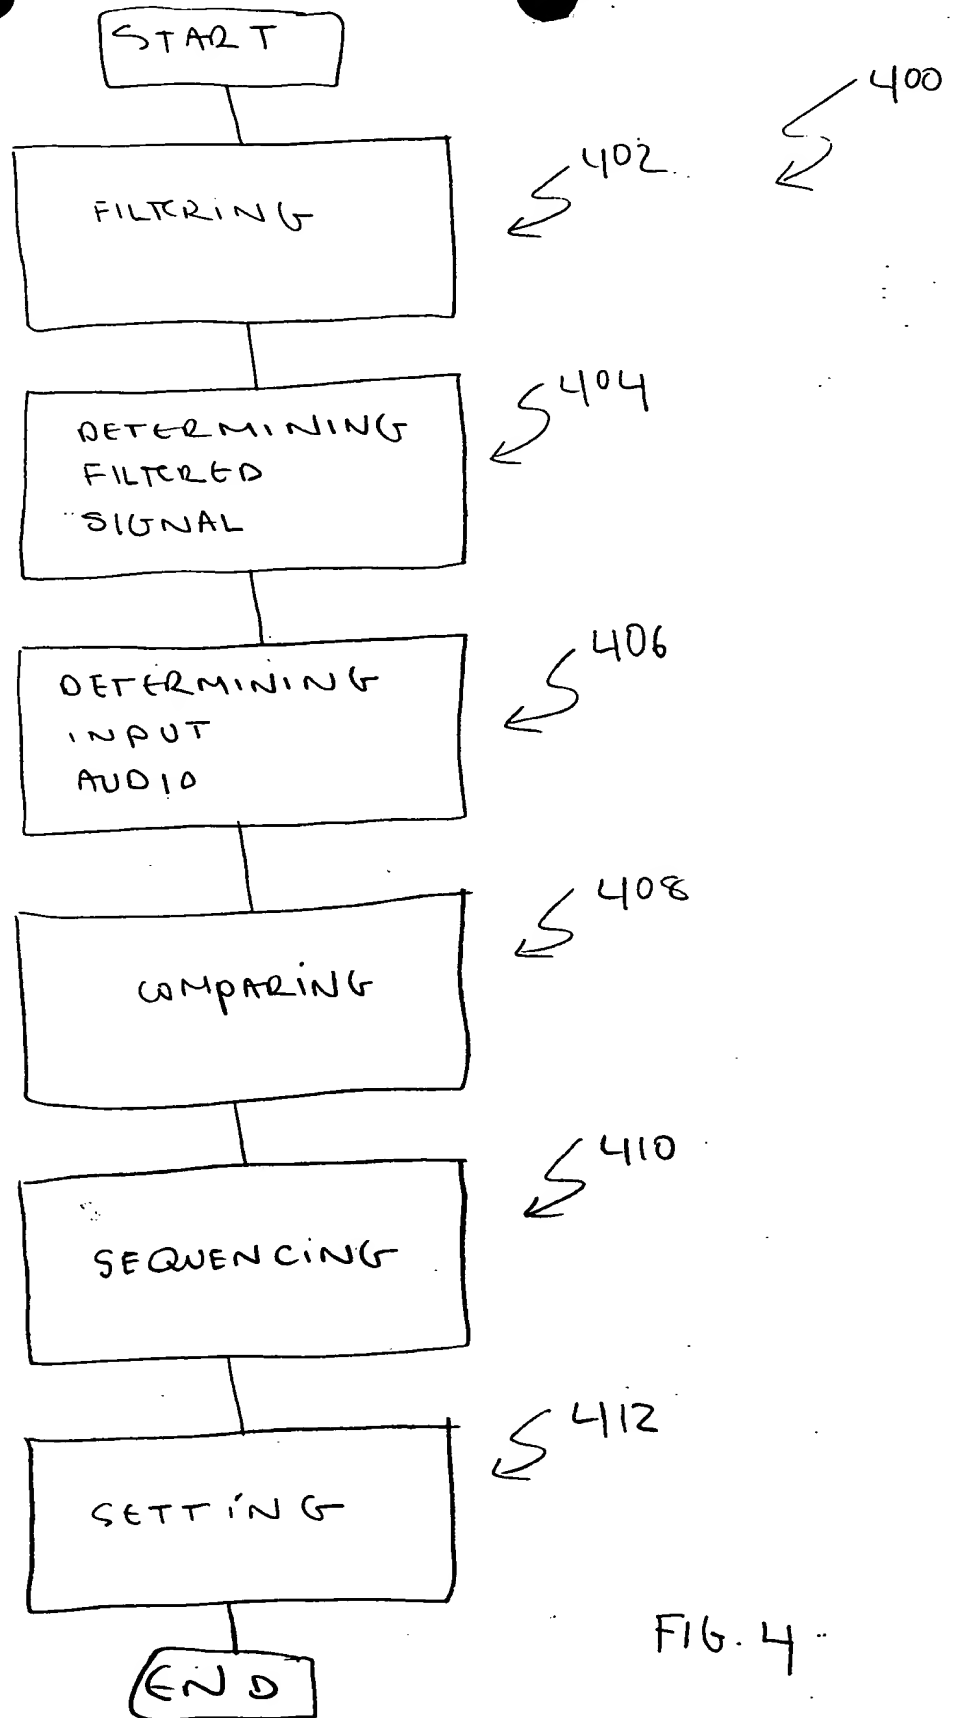 START
400
402
FILTERING
404
DETERMINING
FILTERED
SIGNAL
406
DETERMINING
INPUT
AUDIO
408
COMPARING
410
SEQUENCING
412
SETTING
FIG. 4
END